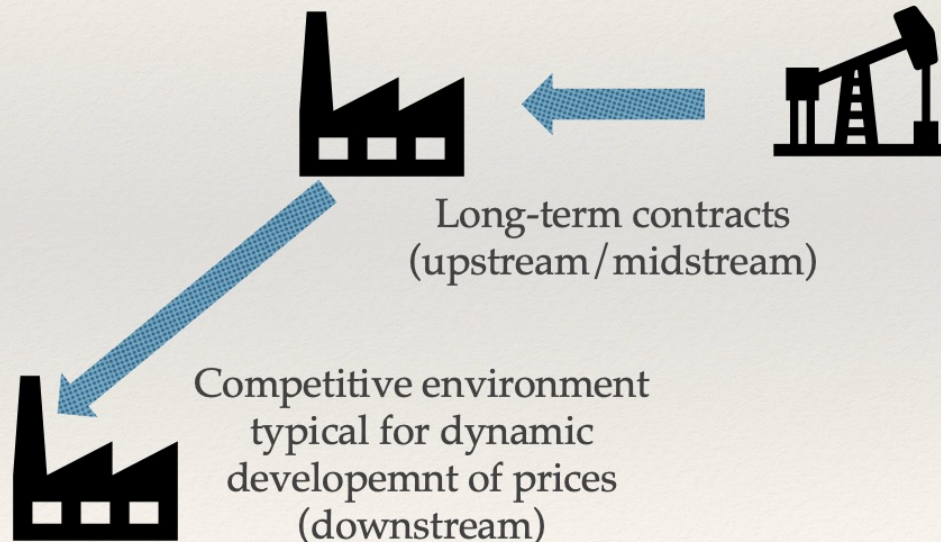 Long-term contracts
(upstream/midstream)
Competitive environment
typical for dynamic
developemnt of prices
(downstream)